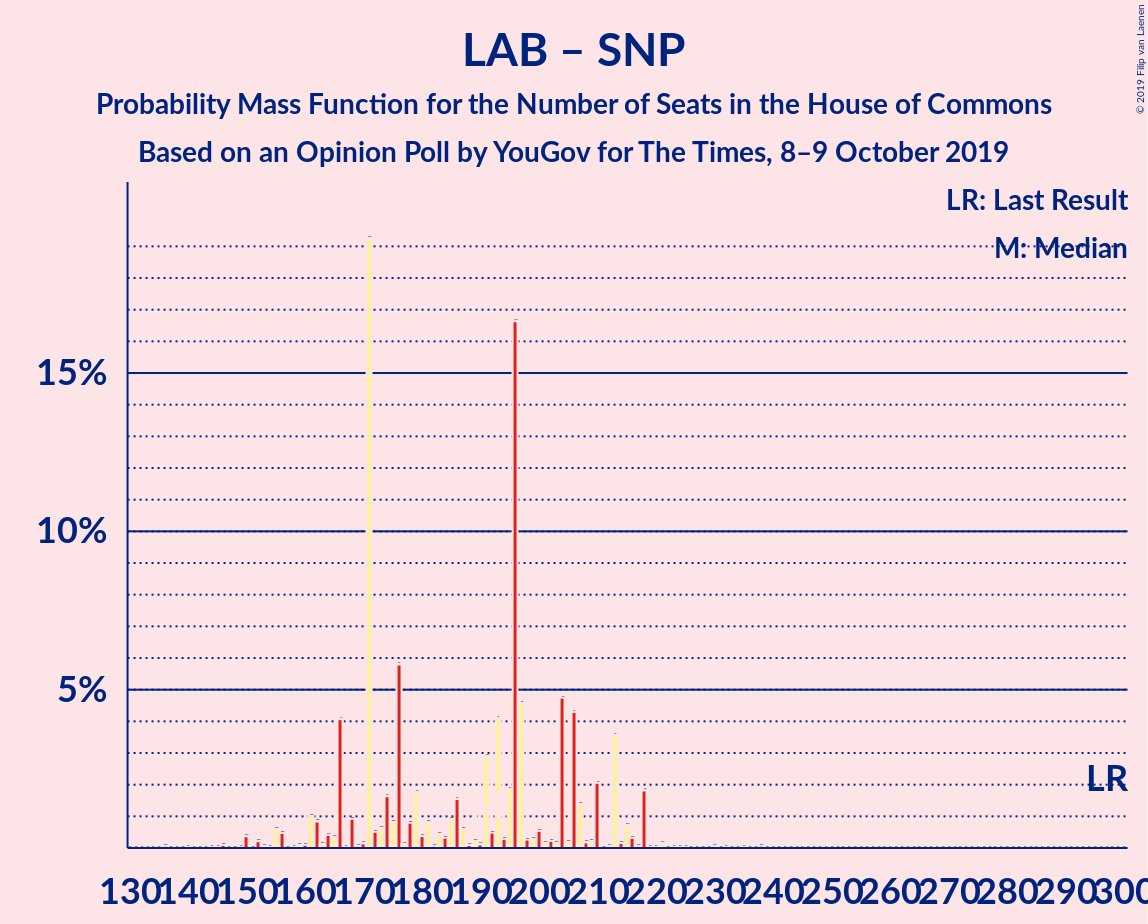 LAB – SNP
Probability Mass Function for the Number of Seats in the House of Commons
Based on an Opinion Poll by YouGov for The Times, 8–9 October 2019
© 2019 Filip van Laenen
LR: Last Result
M: Median
15%
10%
5%
LR
130 140 150 160 170 180 190 200 210 220 230 240 250 260 270 280 290 300